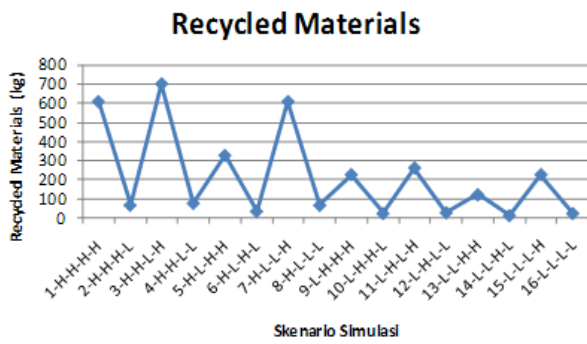 Recycled Materials
Recycled Materials (kg)
800
700
600
500
400
300
200
100
0
1-H-H-H-H
2-H-H-H-L
3-H-H-L-H
4-H-H-L-L
5-H-L-H-H
6-H-L-H-L
7-H-L-L-H
8-H-L-L-L
9-L-H-H-H
10-L-H-H-L
11-L-H-L-H
12-L-H-L-L
13-L-L-H-H
14-L-L-H-L
15-L-L-L-H
16-L-L-L-L
Skenario Simulasi